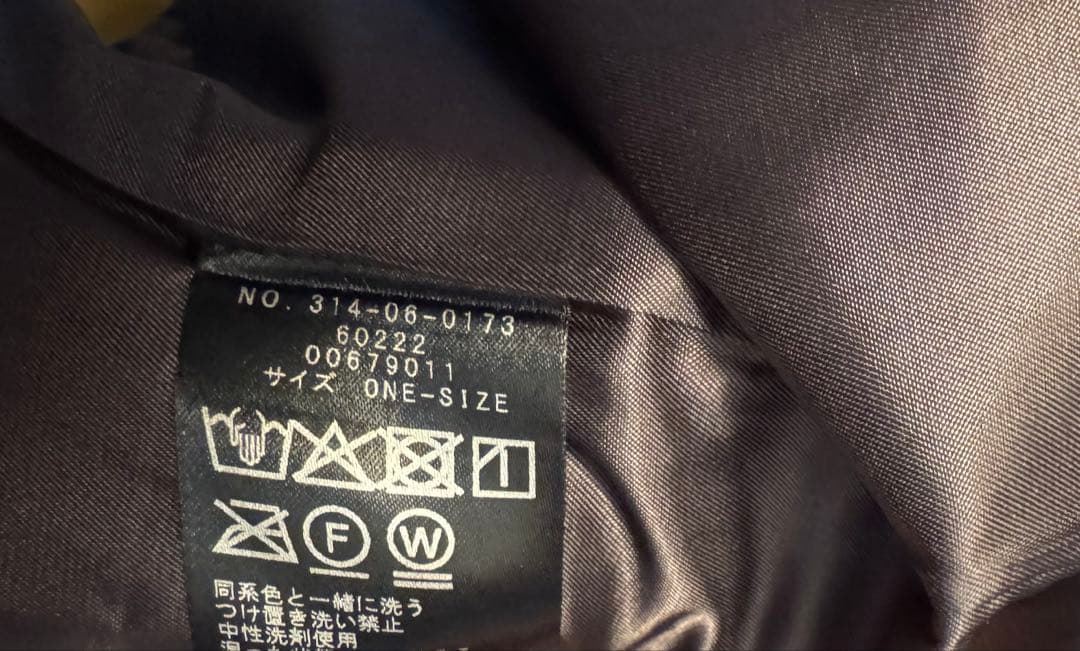 NO. 314-06-0173
60222
00679011
サイズ ONE-SIZE
F W
同系色と一緒に洗う
つけ置き洗い禁止
中性洗剤使用